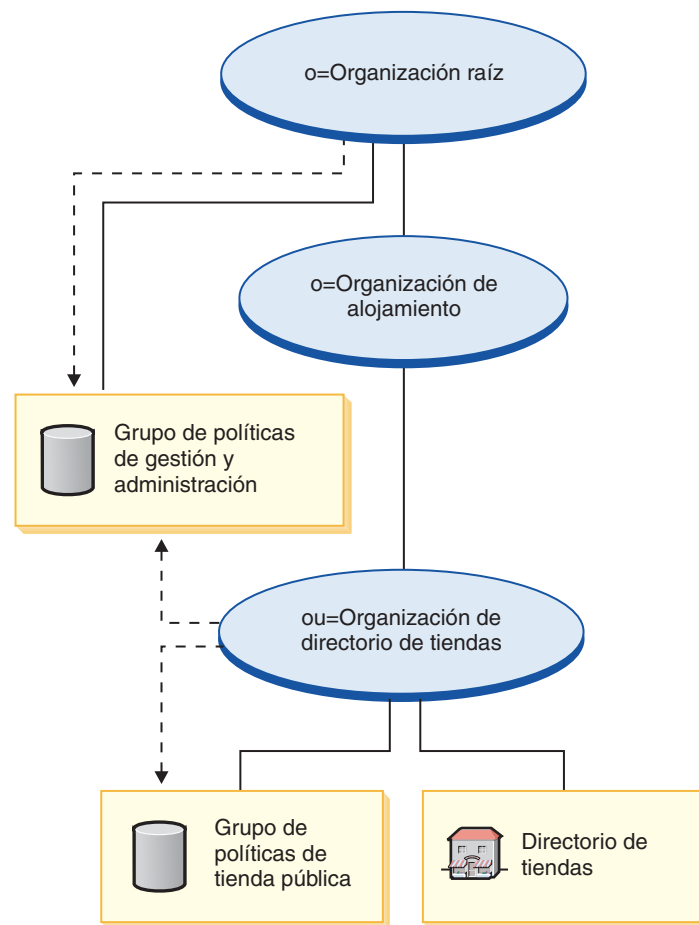 o=Organización raíz
o=Organización de
alojamiento
Grupo de políticas
de gestión y
administración
ou=Organización de
directorio de tiendas
Grupo de
políticas de
tienda pública
Directorio de
tiendas